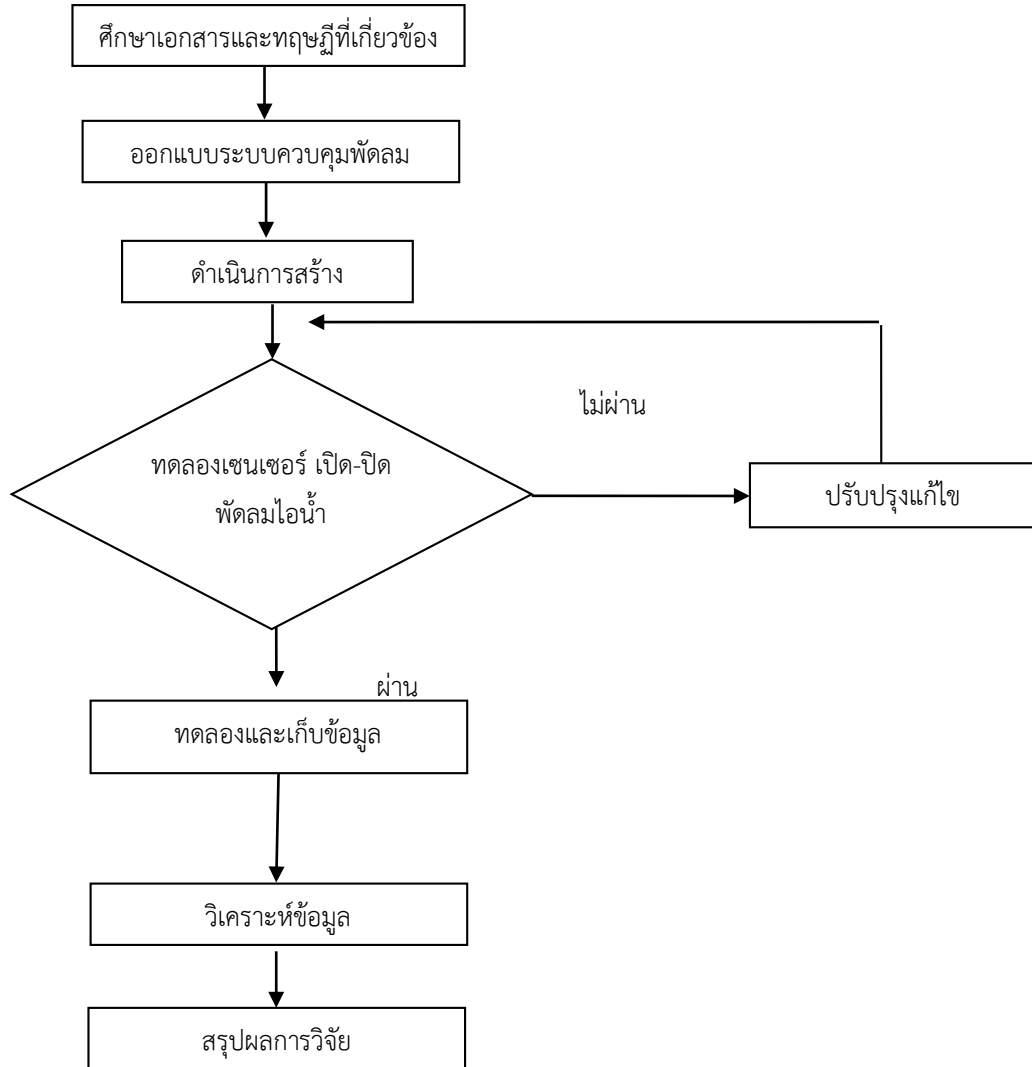 ศึกษาเอกสารและทฤษฎีที่เกี่ยวข้อง
ออกแบบระบบควบคุมพัดลม
ดำเนินการสร้าง
ไม่ผ่าน
ทดลองเซนเซอร์ เปิด-ปิด
พัดลมไอน้ำ
ปรับปรุงแก้ไข
ผ่าน
ทดลองและเก็บข้อมูล
วิเคราะห์ข้อมูล
สรุปผลการวิจัย